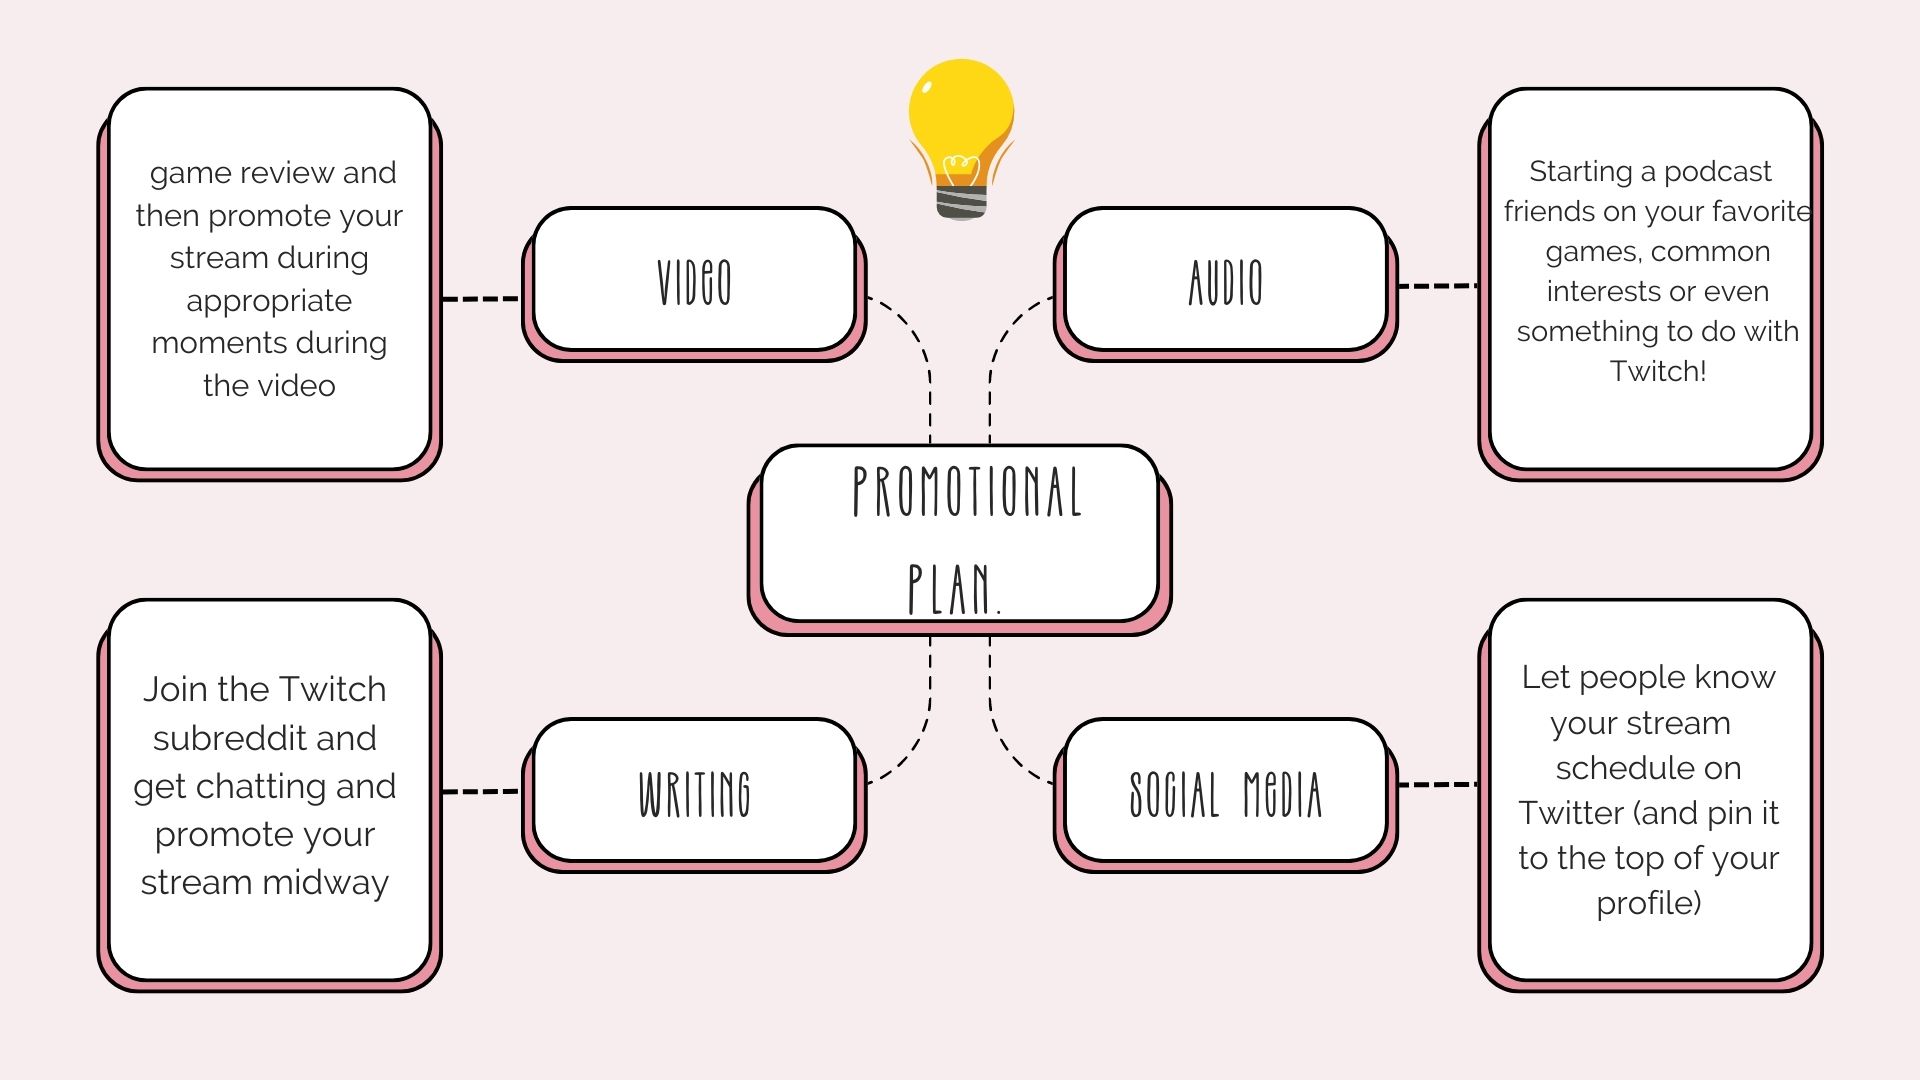 game review and
then promote your
stream during
appropriate
moments during
the video
VIDEO
AUDIO
Starting a podcast
friends on your favorite
games, common
interests or even
something to do with
Twitch!
PROMOTIONAL
PLAN.
Join the Twitch
subreddit and
get chatting and
promote your
stream midway
WRITING
SOCIAL MEDIA
Let people know
your stream
schedule on
Twitter (and pin it
to the top of your
profile)